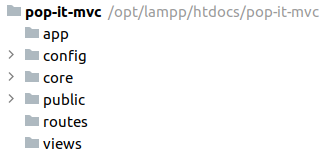 pop-it-mvc /opt/lampp/htdocs/pop-it-mvc
app
config
core
public
routes
views